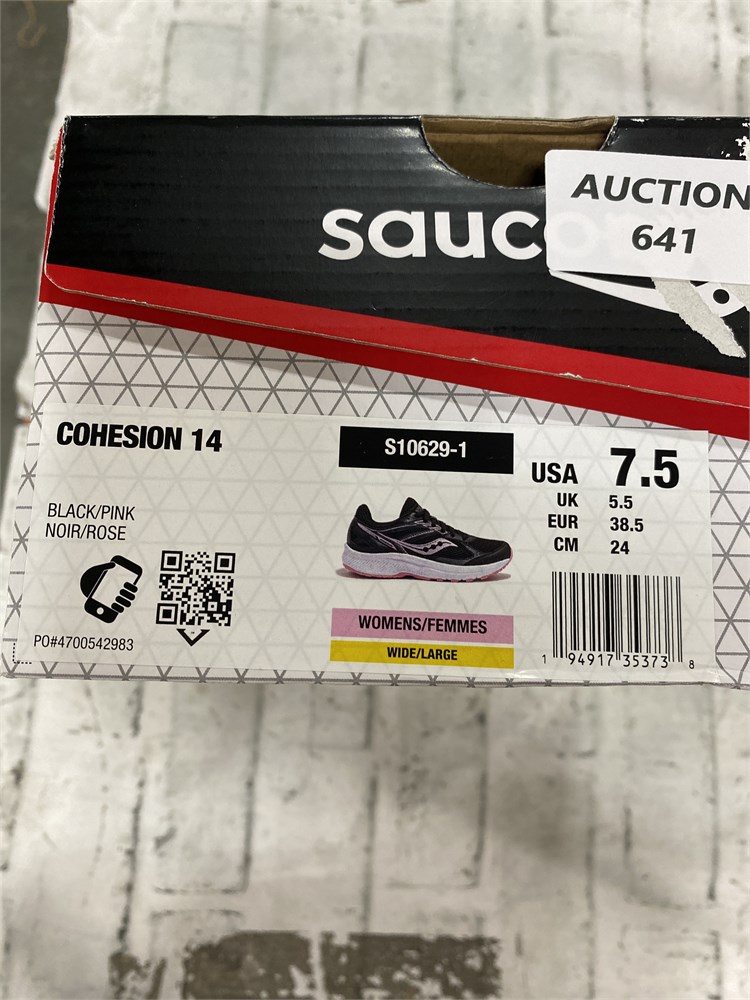 AUCTION
641
COHESION 14
S10629-1
USA 7.5
UK 5.5
EUR 38.5
CM 24
BLACK/PINK
NOIR/ROSE
PO#4700542983
WOMENS/FEMMES
WIDE/LARGE
1 94917 35373 8